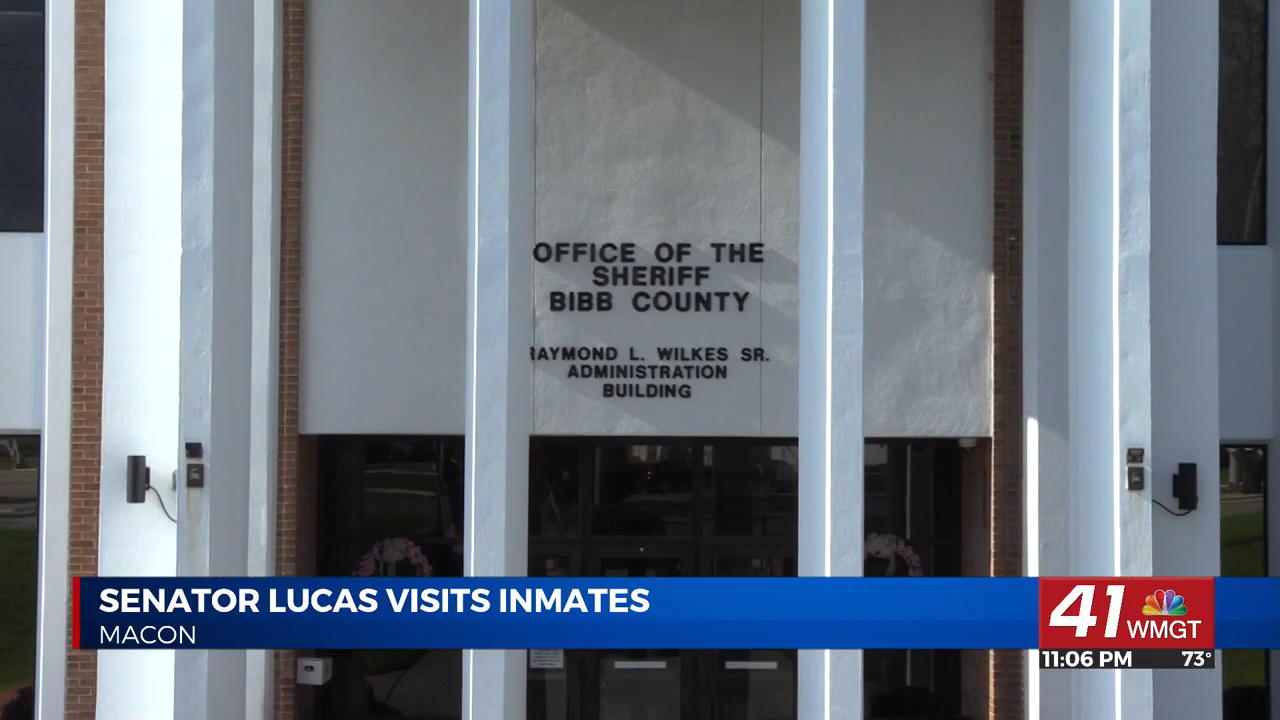 OFFICE OF THE
SHERIFF
BIBB COUNTY
RAYMOND L. WILKES SR.
ADMINISTRATION
BUILDING
SENATOR LUCAS VISITS INMATES
MACON
41
WMGT
11:06 PM 73°